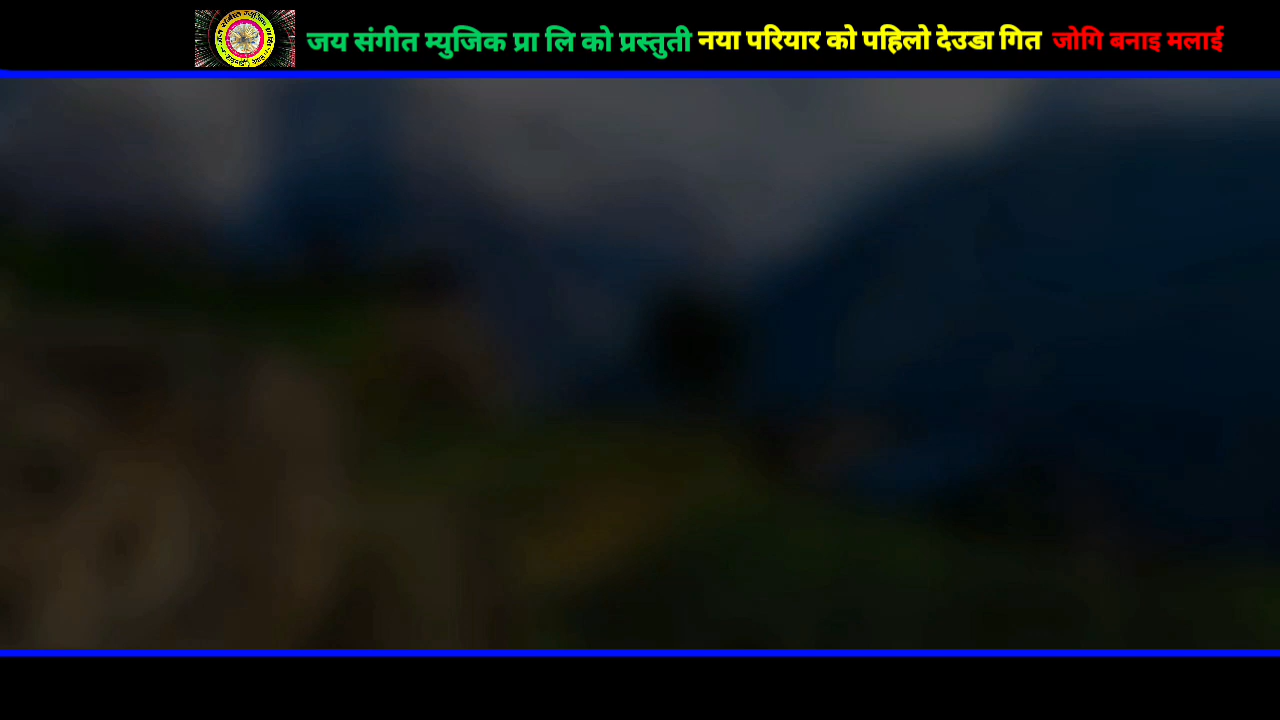 जय संगीत म्युजिक प्रा लि को प्रस्तुती नया परियार को पहिलो देउडा गित जोगि बनाइ मलाई